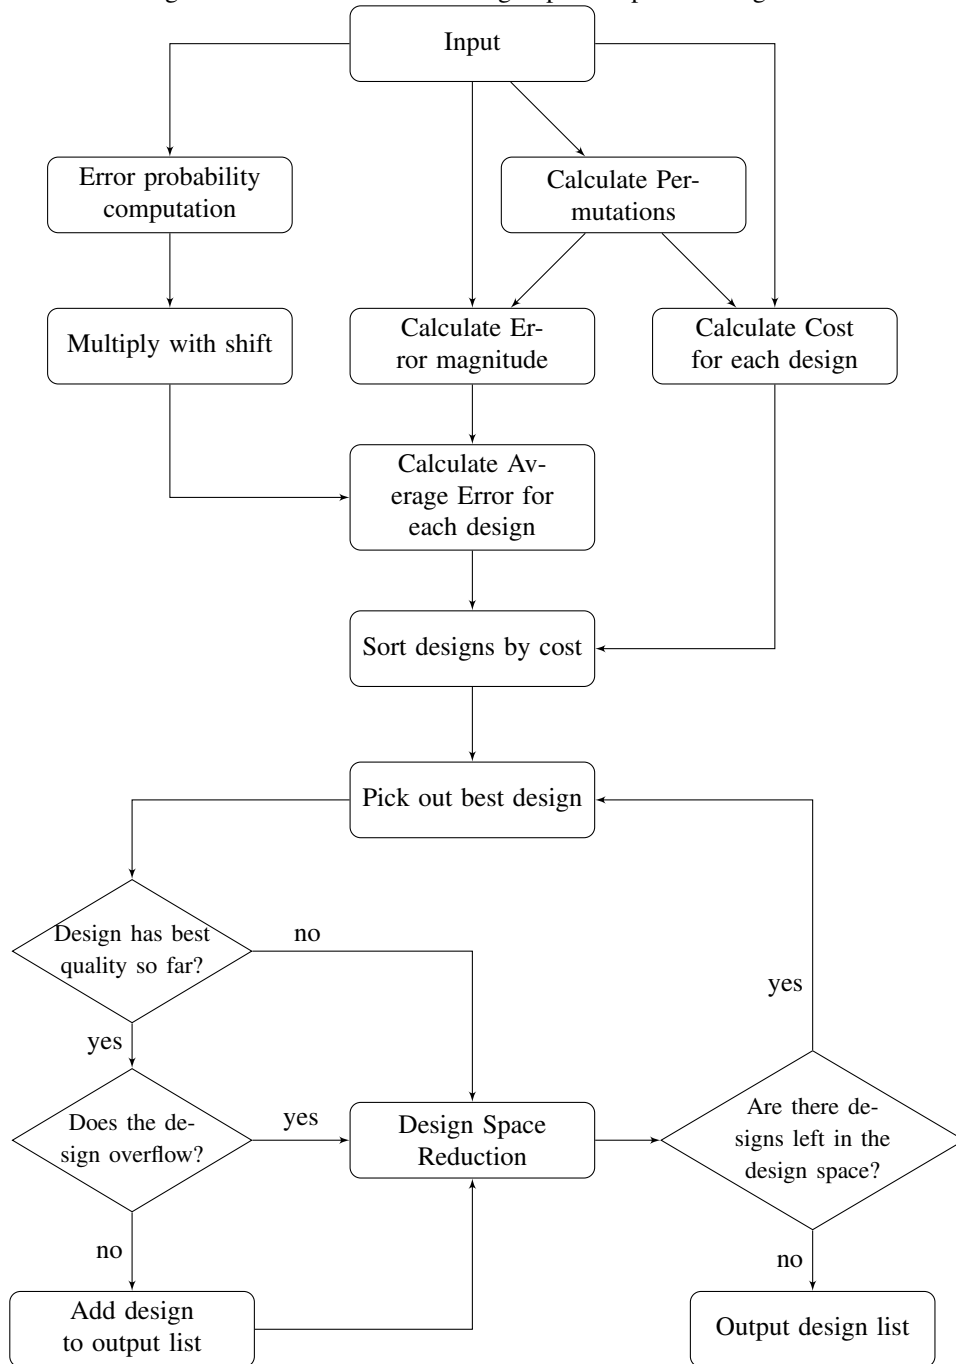 Input
Error probability
computation
Calculate Per-
mutations
Multiply with shift
Calculate Er-
ror magnitude
Calculate Cost
for each design
Calculate Av-
erage Error for
each design
Sort designs by cost
Pick out best design
Design has best
quality so far?
no
yes
yes
Does the de-
sign overflow?
yes
Design Space
Reduction
Are there de-
signs left in the
design space?
no
no
Add design
to output list
Output design list